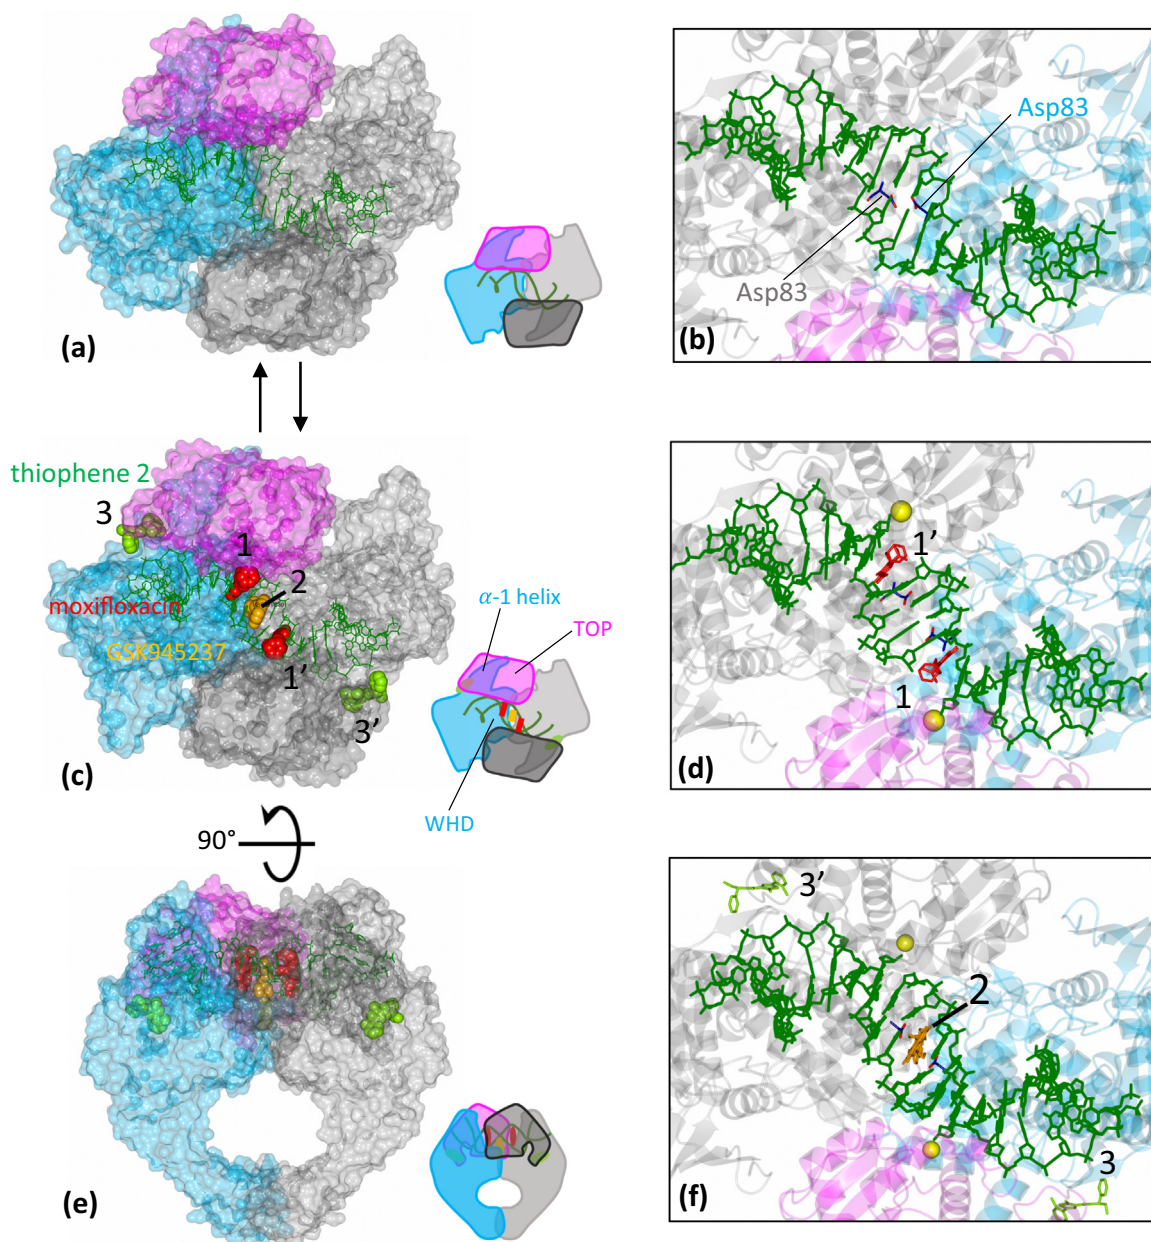 (a)
Asp83
Asp83
(b)
thiophene 2
3
1
2
moxifloxacin
GSK945237
1'
3'
(c)
α-1 helix
TOP
WHD
1'
1
(d)
90°
(e)
3'
2
3
(f)